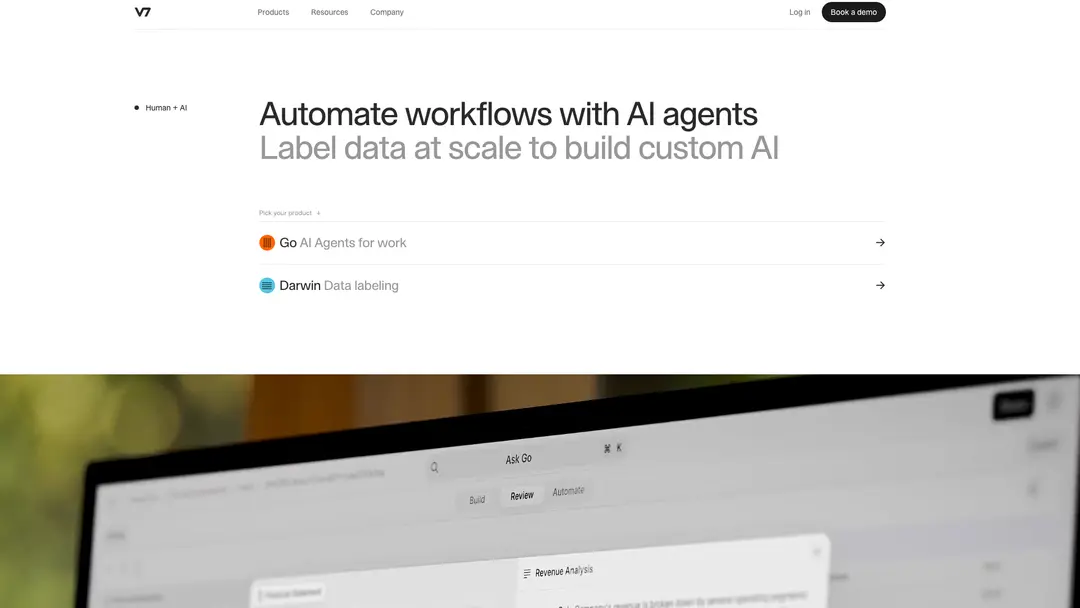 V7
Products Resources Company Log in Book a demo
Human + AI
Automate workflows with AI agents
Label data at scale to build custom AI
Pick your product ↓
Go AI Agents for work →
Darwin Data labeling →
Ask Go ⌘ K
Build Review Automate
Revenue Analysis
Financial Statement